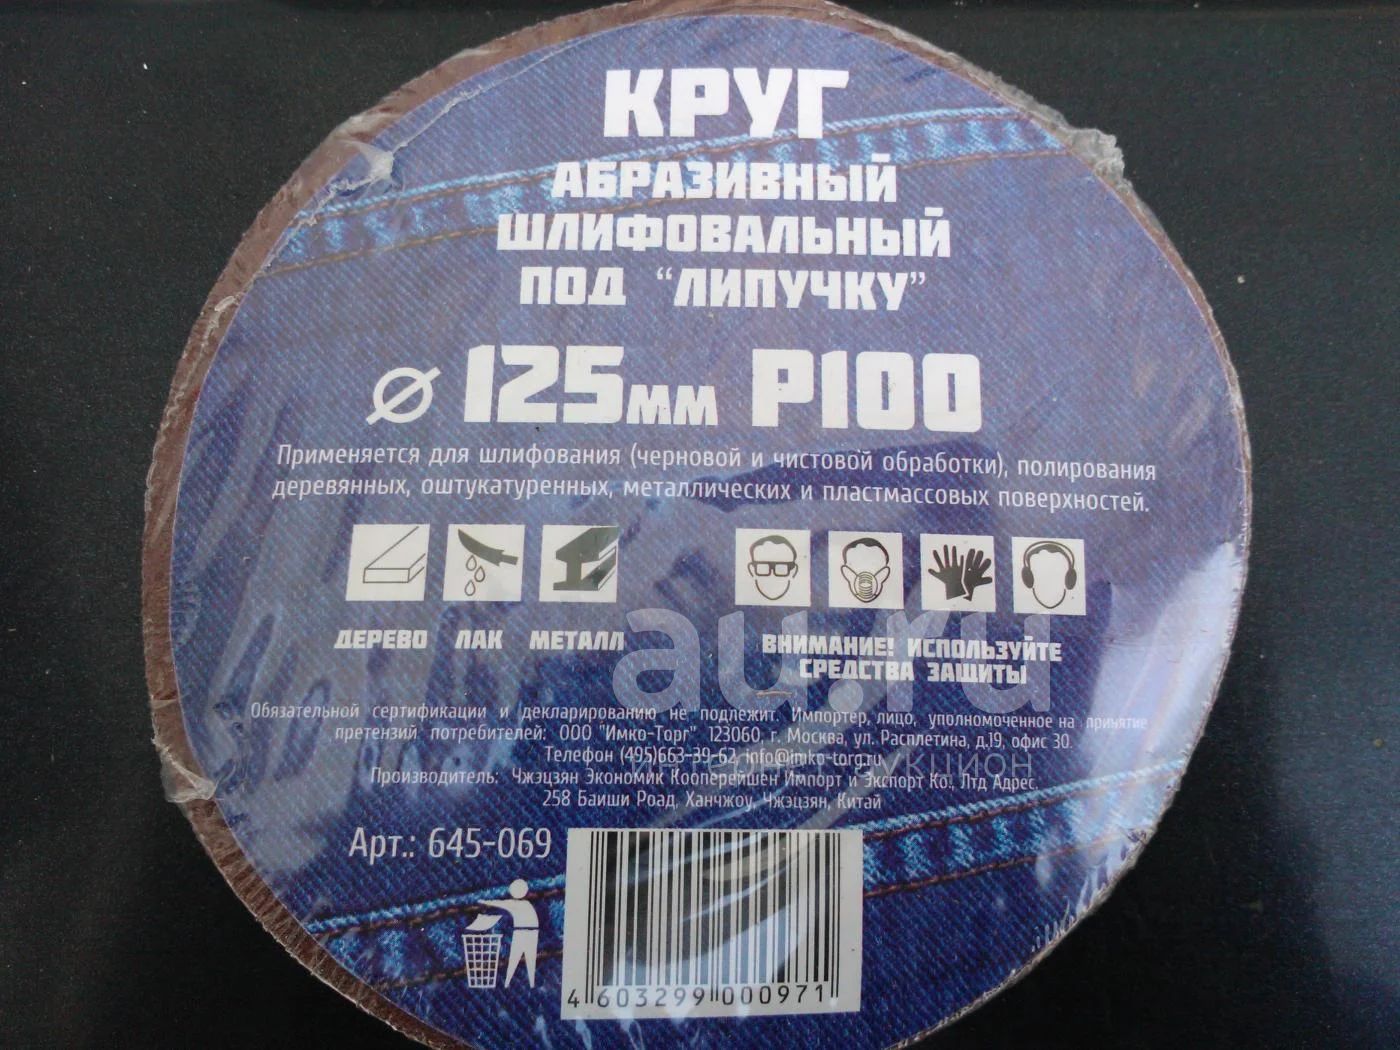 КРУГ
АБРАЗИВНЫЙ
ШЛИФОВАЛЬНЫЙ
ПОД “ЛИПУЧКУ”
Ø 125мм P100
Применяется для шлифования (черновой и чистовой обработки), полирования
деревянных, оштукатуренных, металлических и пластмассовых поверхностей.
ДЕРЕВО ЛАК МЕТАЛЛ
ВНИМАНИЕ! ИСПОЛЬЗУЙТЕ
СРЕДСТВА ЗАЩИТЫ
au.ru
интернет-аукцион
Обязательной сертификации и декларированию не подлежит. Импортер, лицо, уполномоченное на принятие
претензий потребителей: ООО "Имко-Торг" 123060, г. Москва, ул. Расплетина, д.19, офис 30.
Телефон (495)663-39-62, info@imko-torg.ru
Производитель: Чжэцзян Экономик Кооперейшен Импорт и Экспорт Ко., Лтд Адрес:
258 Баиши Роад, Ханчжоу, Чжэцзян, Китай
Арт.: 645-069
4 603299 000971